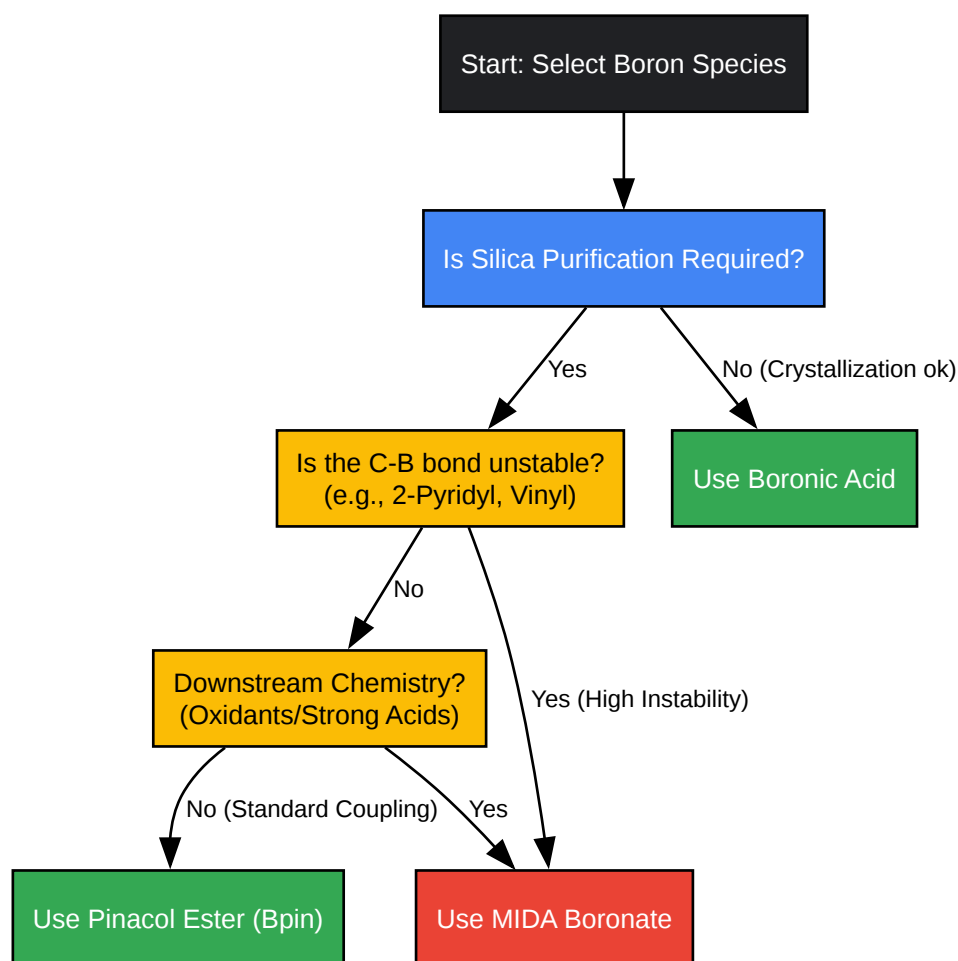 Start: Select Boron Species
Is Silica Purification Required?
Yes
No (Crystallization ok)
Is the C-B bond unstable?
(e.g., 2-Pyridyl, Vinyl)
Use Boronic Acid
No
Downstream Chemistry?
(Oxidants/Strong Acids)
Yes (High Instability)
No (Standard Coupling)
Yes
Use Pinacol Ester (Bpin)
Use MIDA Boronate